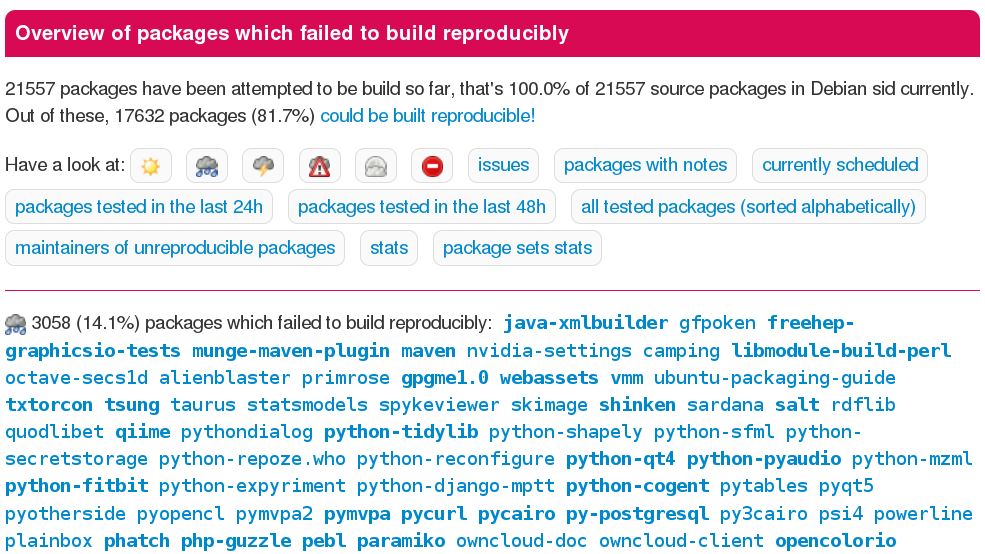 Overview of packages which failed to build reproducibly
21557 packages have been attempted to be build so far, that's 100.0% of 21557 source packages in Debian sid currently.
Out of these, 17632 packages (81.7%) could be built reproducible!
Have a look at: issues packages with notes currently scheduled
packages tested in the last 24h packages tested in the last 48h all tested packages (sorted alphabetically)
maintainers of unreproducible packages stats package sets stats
3058 (14.1%) packages which failed to build reproducibly: java-xmlbuilder gfpoken freehep-
graphicsio-tests munge-maven-plugin maven nvidia-settings camping libmodule-build-perl
octave-secs1d alienblaster primrose gpgme1.0 webassets vmm ubuntu-packaging-guide
txtorcon tsung taurus statsmodels spykeviewer skimage shinken sardana salt rdflib
quodlibet qiime pythondialog python-tidylib python-shapely python-sfml python-
secretstorage python-repoze.who python-reconfigure python-qt4 python-pyaudio python-mzml
python-fitbit python-expyriment python-django-mptt python-cogent pytables pyqt5
pyotherside pyopencl pymvpa2 pymvpa pycurl pycairo py-postgresql py3cairo psi4 powerline
plainbox phatch php-guzzle pebl paramiko owncloud-doc owncloud-client opencolorio